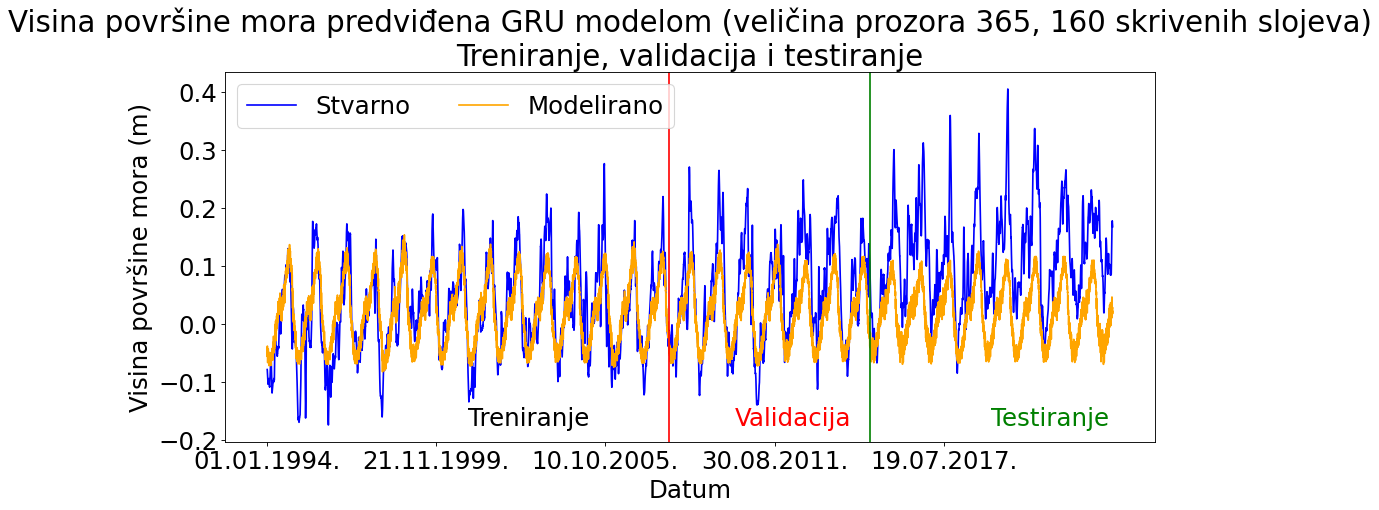 Visina površine mora predviđena GRU modelom (veličina prozora 365, 160 skrivenih slojeva)
Treniranje, validacija i testiranje
Stvarno
Modelirano
Visina površine mora (m)
0.4
0.3
0.2
0.1
0.0
−0.1
−0.2
Treniranje
Validacija
Testiranje
01.01.1994.
21.11.1999.
10.10.2005.
30.08.2011.
19.07.2017.
Datum